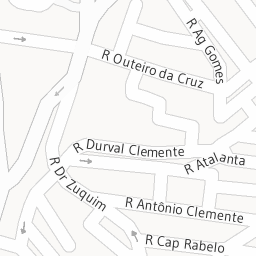 R Ag Gomes
R Outeiro da Cruz
R Durval Clemente
R Atalanta
R Dr Zuquim
R Antônio Clemente
R Cap Rabelo